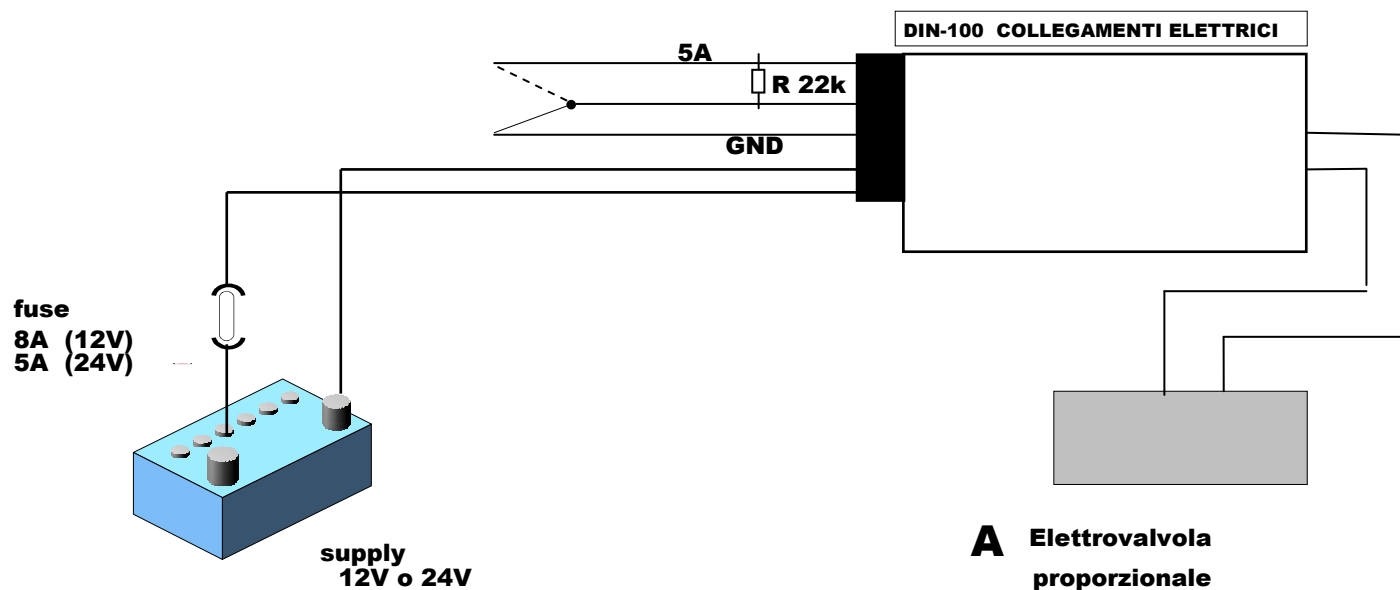 DIN-100 COLLEGAMENTI ELETTRICI
5A
R 22k
GND
fuse
8A (12V)
5A (24V)
supply
12V o 24V
A Elettrovalvola
proporzionale